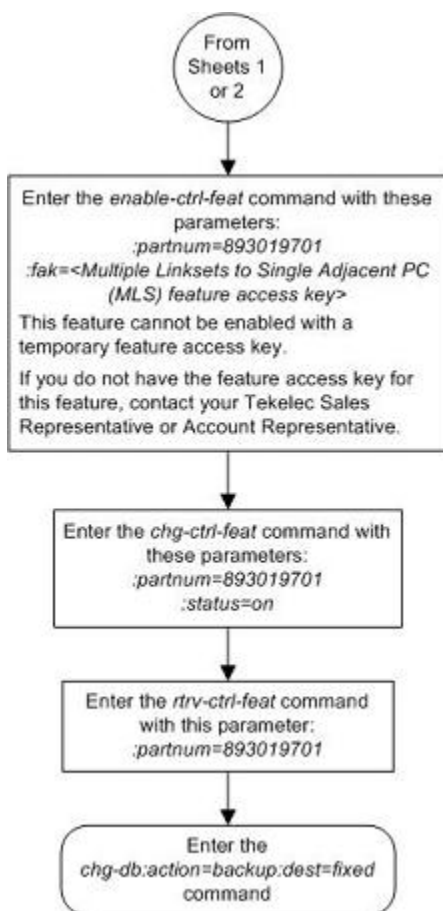 From
Sheets 1
or 2
Enter the enable-ctrl-feat command with these
parameters:
:partnum=893019701
:fak=<Multiple Linksets to Single Adjacent PC
(MLS) feature access key>
This feature cannot be enabled with a
temporary feature access key.
If you do not have the feature access key for
this feature, contact your Tekelec Sales
Representative or Account Representative.
Enter the chg-ctrl-feat command with
these parameters:
:partnum=893019701
:status=on
Enter the rtrv-ctrl-feat command
with this parameter:
:partnum=893019701
Enter the
chg-db:action=backup:dest=fixed
command